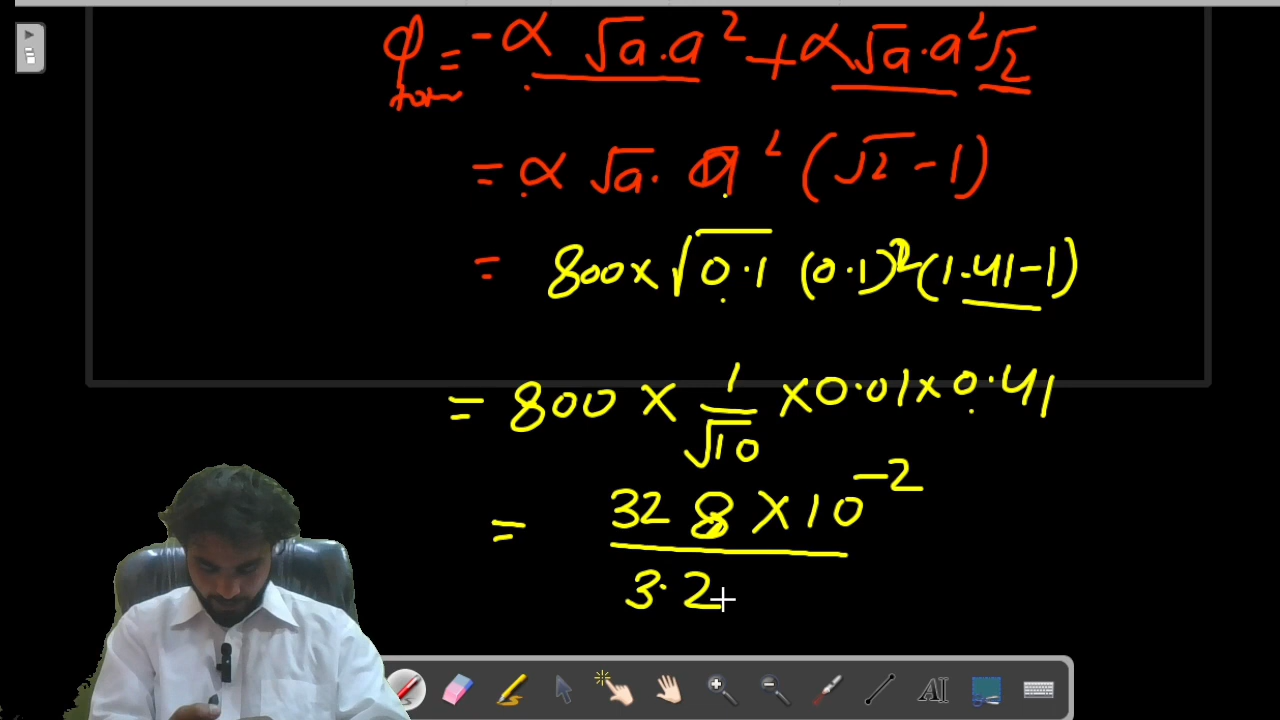 φ = -α √a.a² + α√a.a²√2
= α √a. a² (√2 - 1)
= 800 × √0.1 (0.1)² (1.41-1)
= 800 × 1/√10 × 0.01 × 0.41
= 328 × 10⁻²
3.2
AI